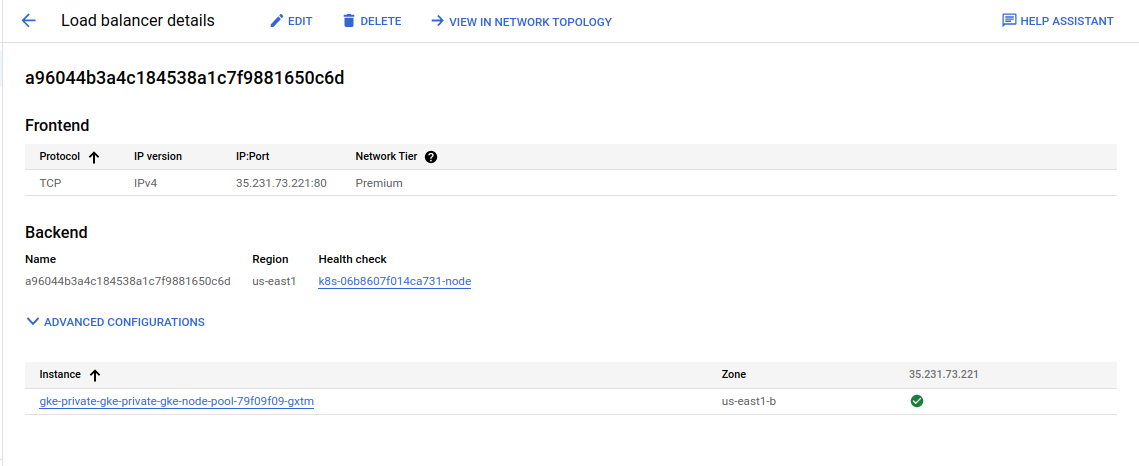 Load balancer details EDIT DELETE VIEW IN NETWORK TOPOLOGY HELP ASSISTANT
a96044b3a4c184538a1c7f9881650c6d
Frontend
Protocol IP version IP:Port Network Tier ?
TCP IPv4 35.231.73.221:80 Premium
Backend
Name Region Health check
a96044b3a4c184538a1c7f9881650c6d us-east1 k8s-06b8607f014ca731-node
ADVANCED CONFIGURATIONS
Instance Zone 35.231.73.221
gke-private-gke-private-gke-node-pool-79f09f09-gxtm us-east1-b